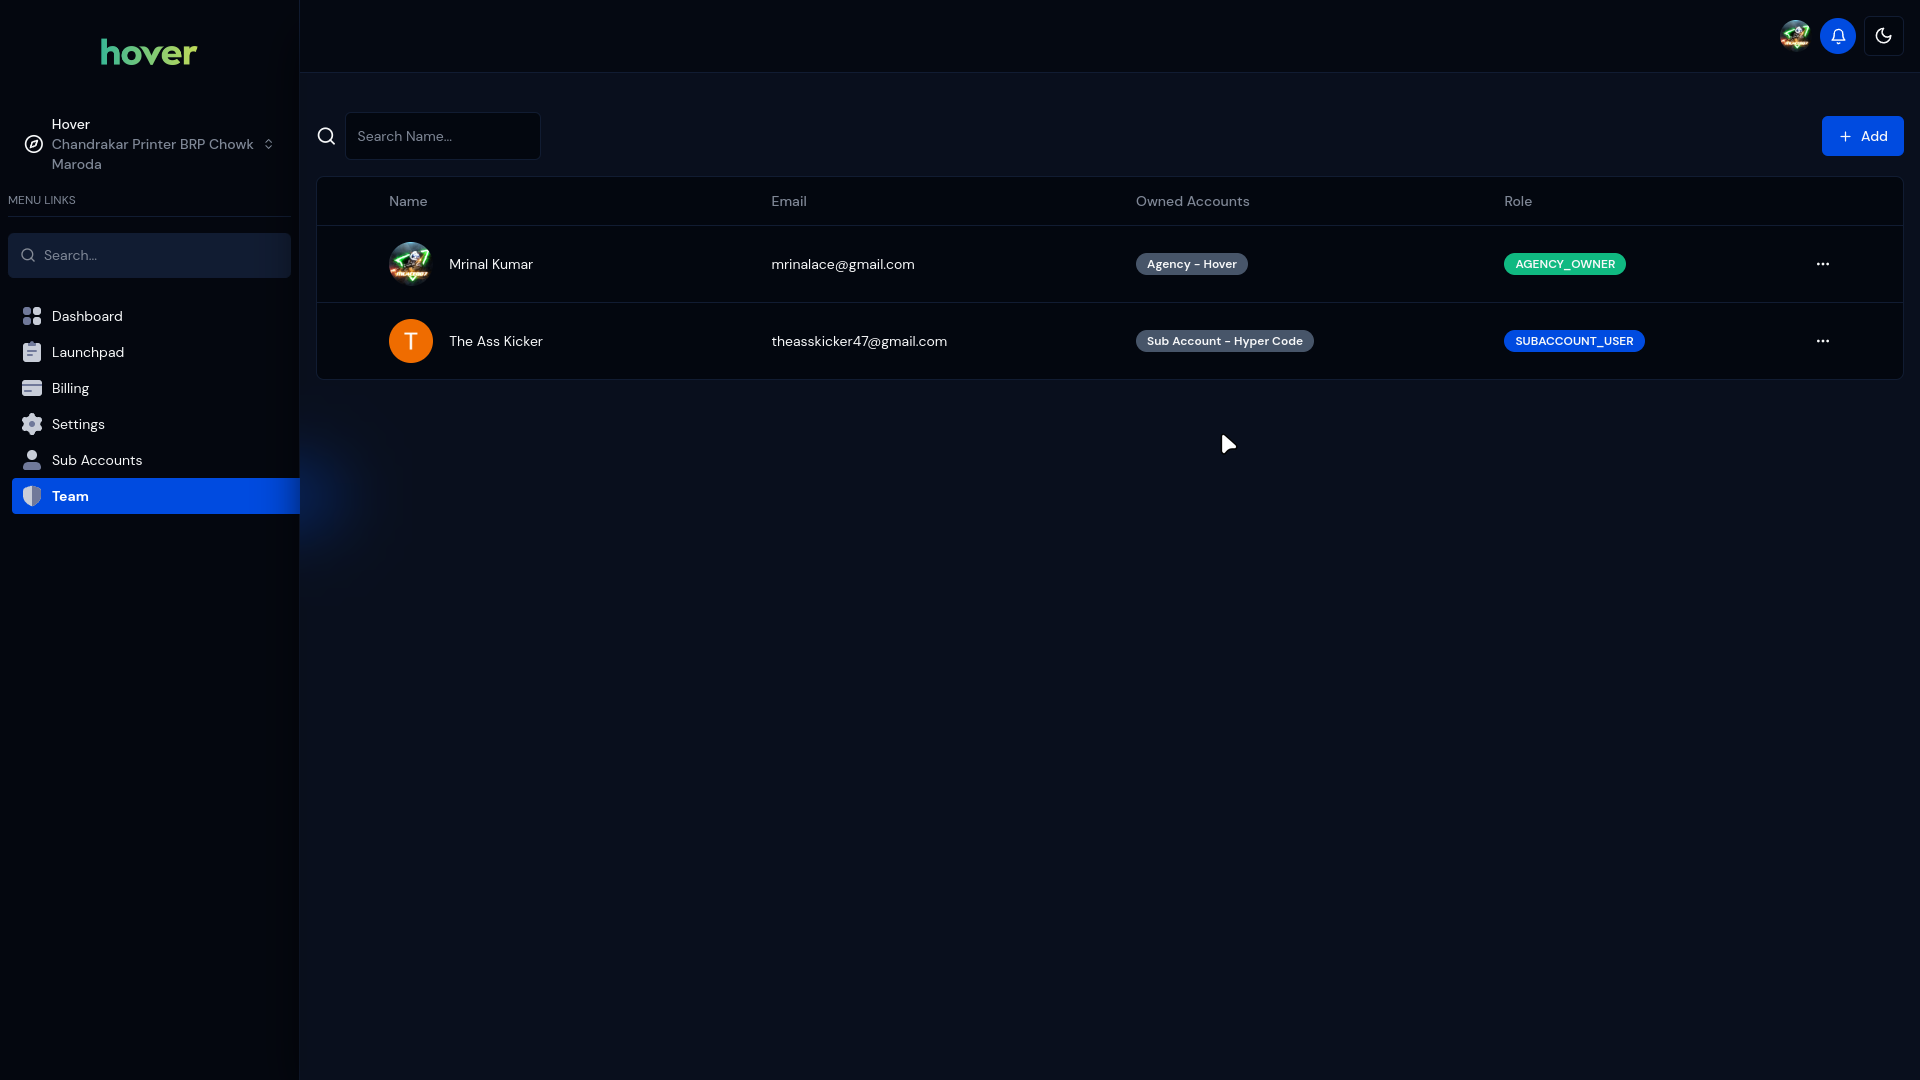 hover
Hover
Chandrakar Printer BRP Chowk
Maroda
MENU LINKS
Search...
Dashboard
Launchpad
Billing
Settings
Sub Accounts
Team
Search Name...
Add
Name Email Owned Accounts Role
Mrinal Kumar mrinalace@gmail.com Agency - Hover AGENCY_OWNER
T The Ass Kicker theasskicker47@gmail.com Sub Account - Hyper Code SUBACCOUNT_USER